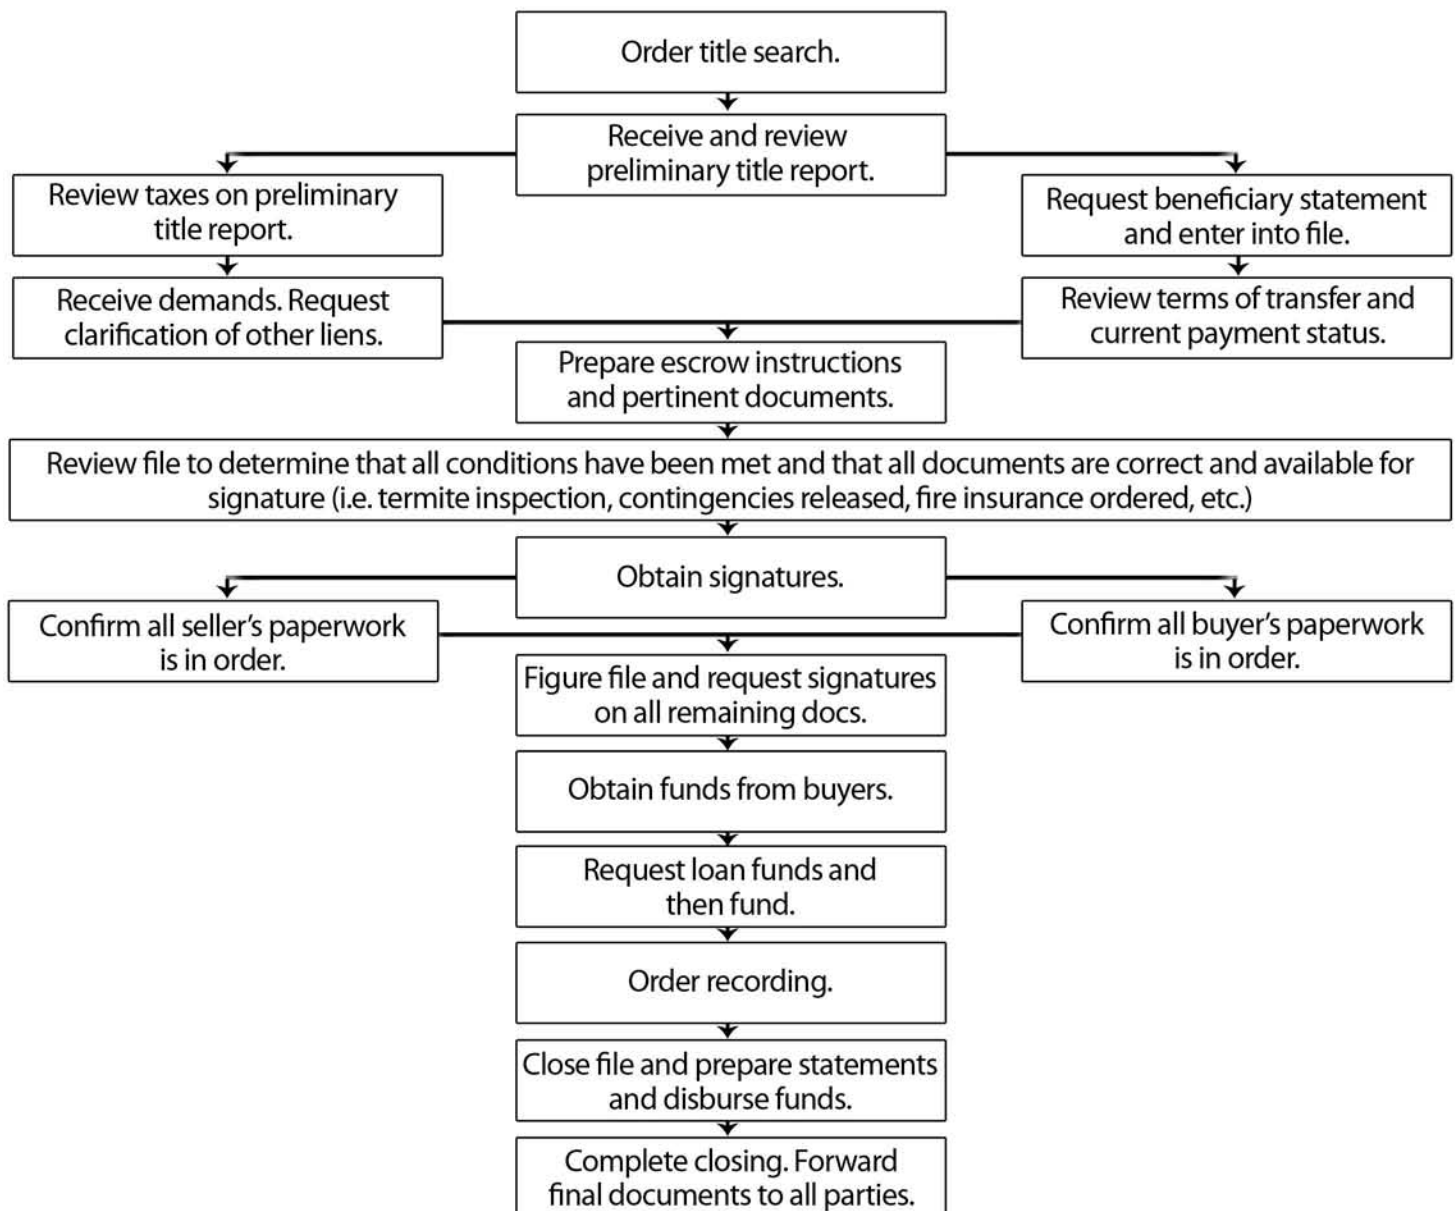 Order title search.
Receive and review
preliminary title report.
Review taxes on preliminary
title report.
Request beneficiary statement
and enter into file.
Receive demands. Request
clarification of other liens.
Review terms of transfer and
current payment status.
Prepare escrow instructions
and pertinent documents.
Review file to determine that all conditions have been met and that all documents are correct and available for
signature (i.e. termite inspection, contingencies released, fire insurance ordered, etc.)
Obtain signatures.
Confirm all seller's paperwork
is in order.
Confirm all buyer's paperwork
is in order.
Figure file and request signatures
on all remaining docs.
Obtain funds from buyers.
Request loan funds and
then fund.
Order recording.
Close file and prepare statements
and disburse funds.
Complete closing. Forward
final documents to all parties.